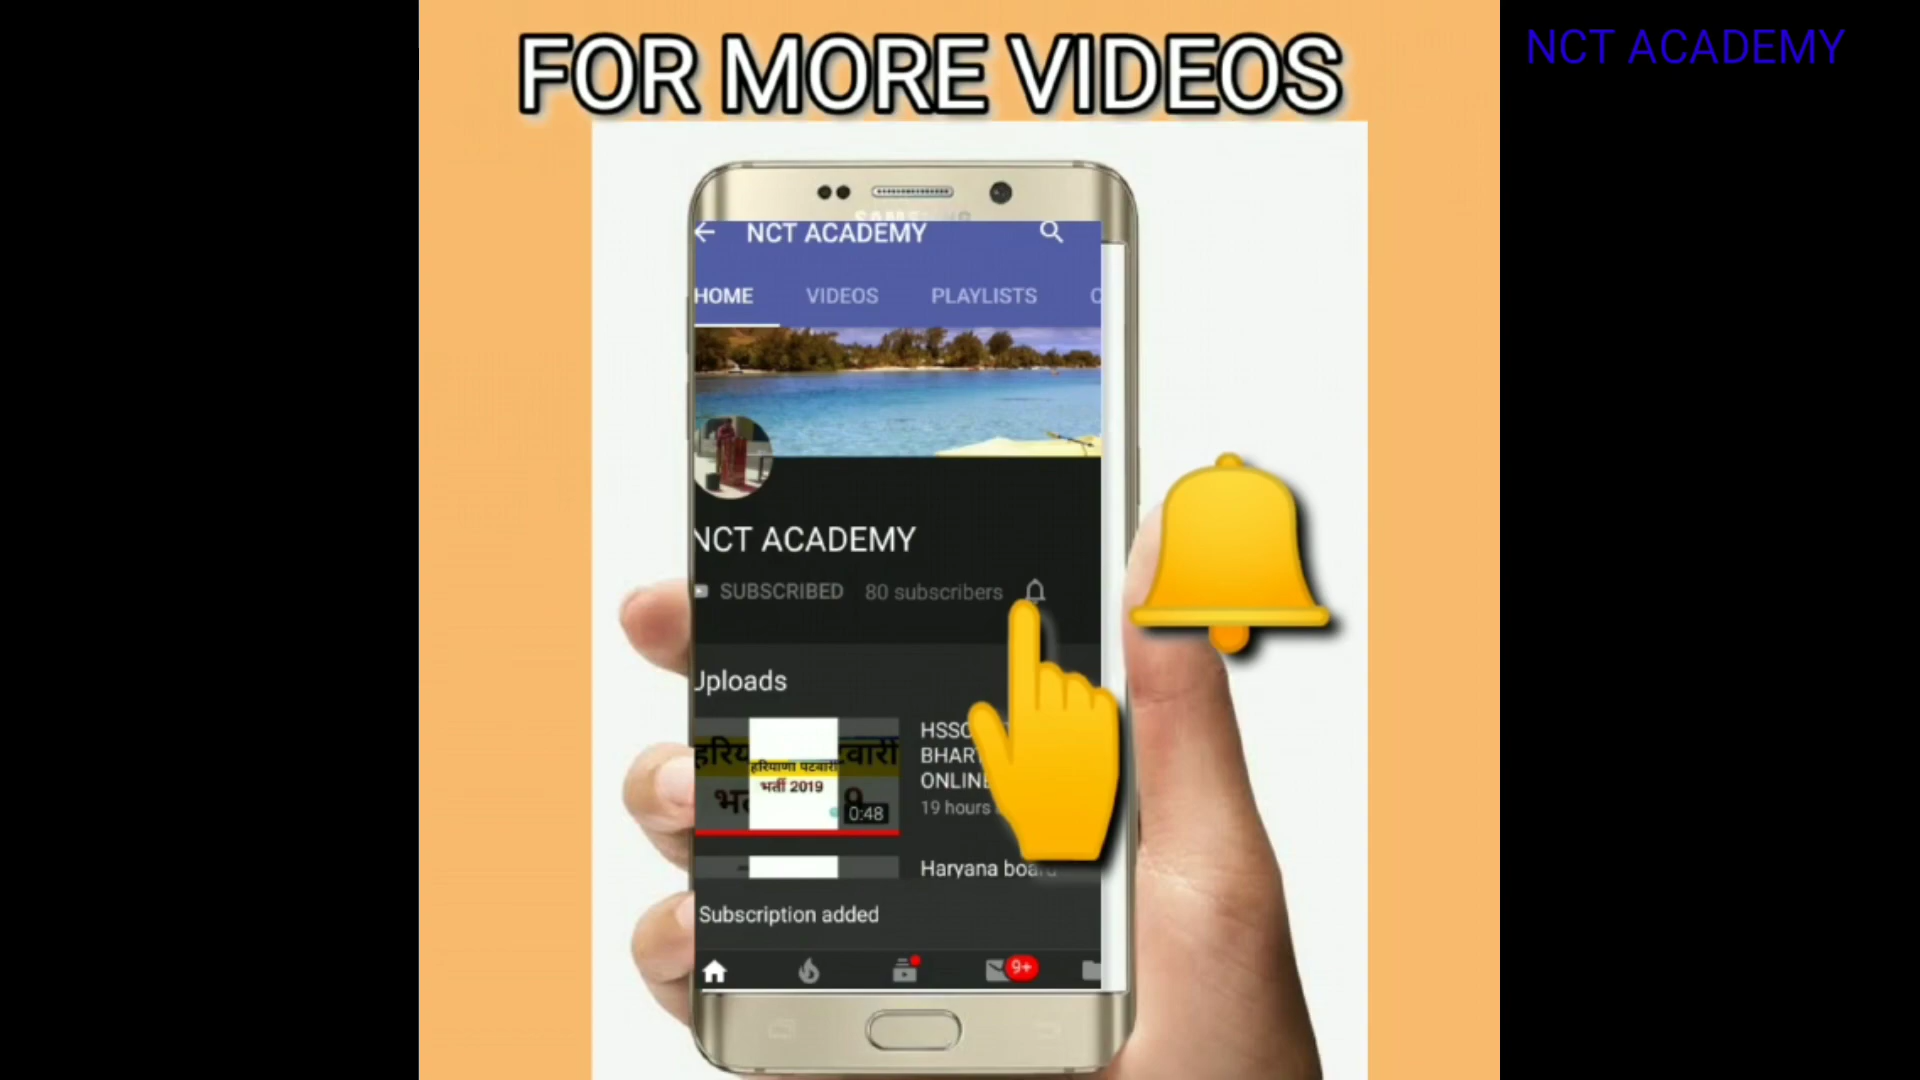 FOR MORE VIDEOS
NCT ACADEMY
NCT ACADEMY
HOME VIDEOS PLAYLISTS
NCT ACADEMY
SUBSCRIBED 80 subscribers
Uploads
हरियाणा पटवारी
भर्ती 2019
0:48
HSSC
BHAR
ONLINE
19 hours
Haryana board
Subscription added
9+